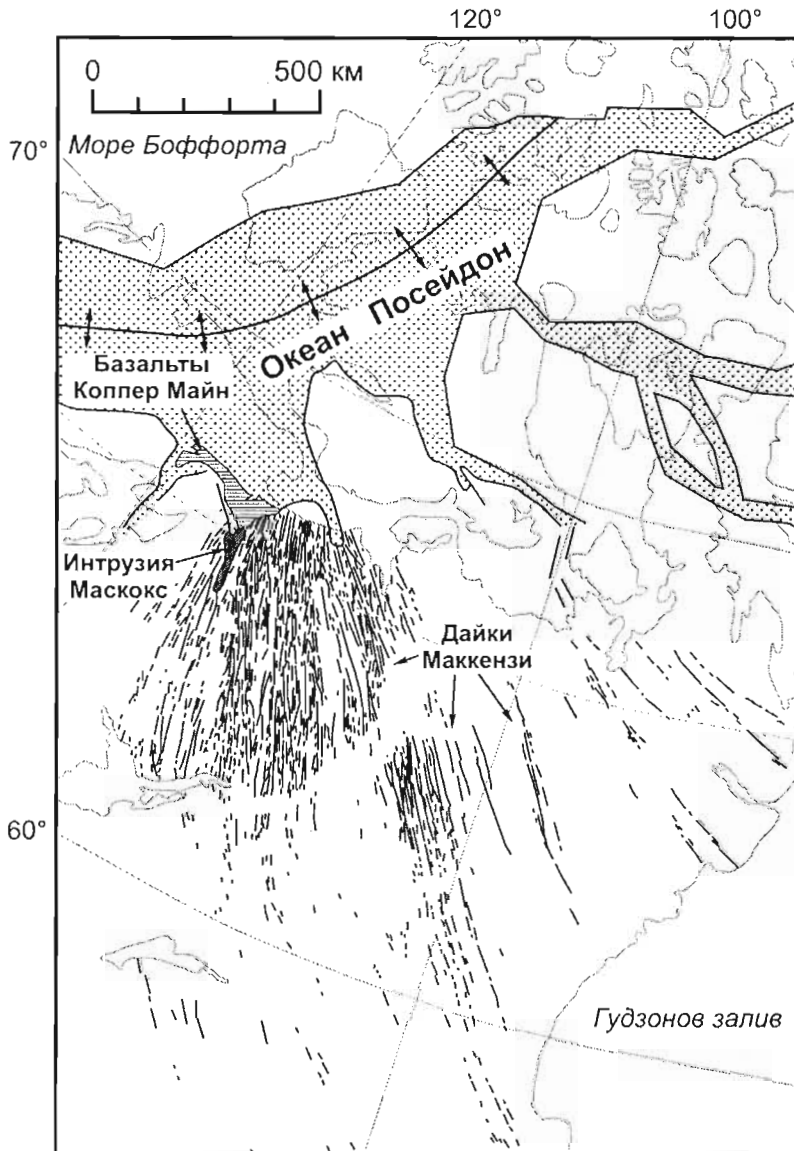 120° 100°
0 500 км
70°
Море Боффорта
Океан Посейдон
Базальты
Коппер Майн
Интрузия
Маскокс
Дайки
Маккензи
60°
Гудзонов залив